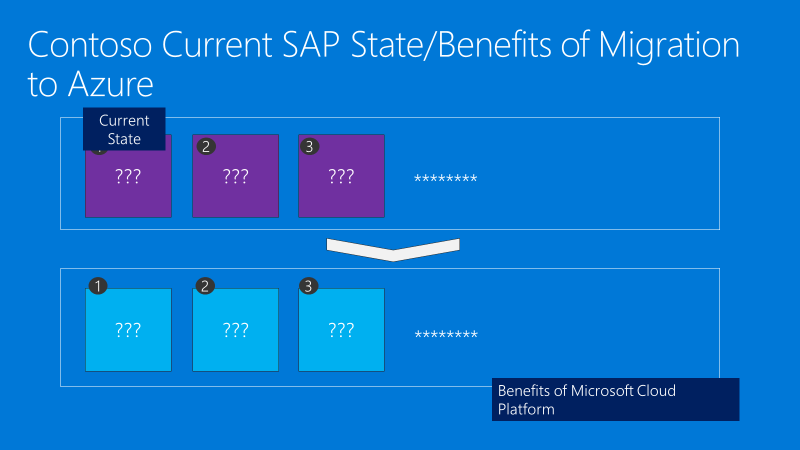 Contoso Current SAP State/Benefits of Migration
to Azure
Current
State
2
3
???
???
???
********
1
2
3
???
???
???
********
Benefits of Microsoft Cloud
Platform